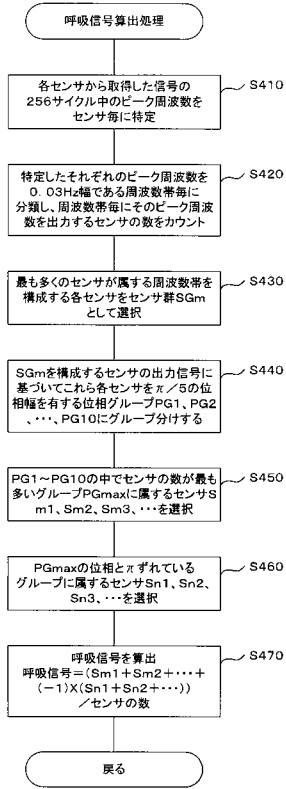 呼吸信号算出処理
各センサから取得した信号の
256サイクル中のピーク周波数を
センサ毎に特定
S410
特定したそれぞれのピーク周波数を
0.03Hz幅である周波数帯毎に
分類し、周波数帯毎にそのピーク周波
数を出力するセンサの数をカウント
S420
最も多くのセンサが属する周波数帯を
構成する各センサをセンサ群SGm
として選択
S430
SGmを構成するセンサの出力信号に
基づいてこれら各センサをπ/5の位
相幅を有する位相グループPG1、PG2
、・・・、PG10にグループ分けする
S440
PG1~PG10の中でセンサの数が最も
多いグループPGmaxに属するセンサS
m1、Sm2、Sm3、・・・を選択
S450
PGmaxの位相とπずれている
グループに属するセンサSn1、Sn2、
Sn3、・・・を選択
S460
呼吸信号を算出
呼吸信号=(Sm1+Sm2+・・・+
(-1)X(Sn1+Sn2+・・・))
/センサの数
S470
戻る